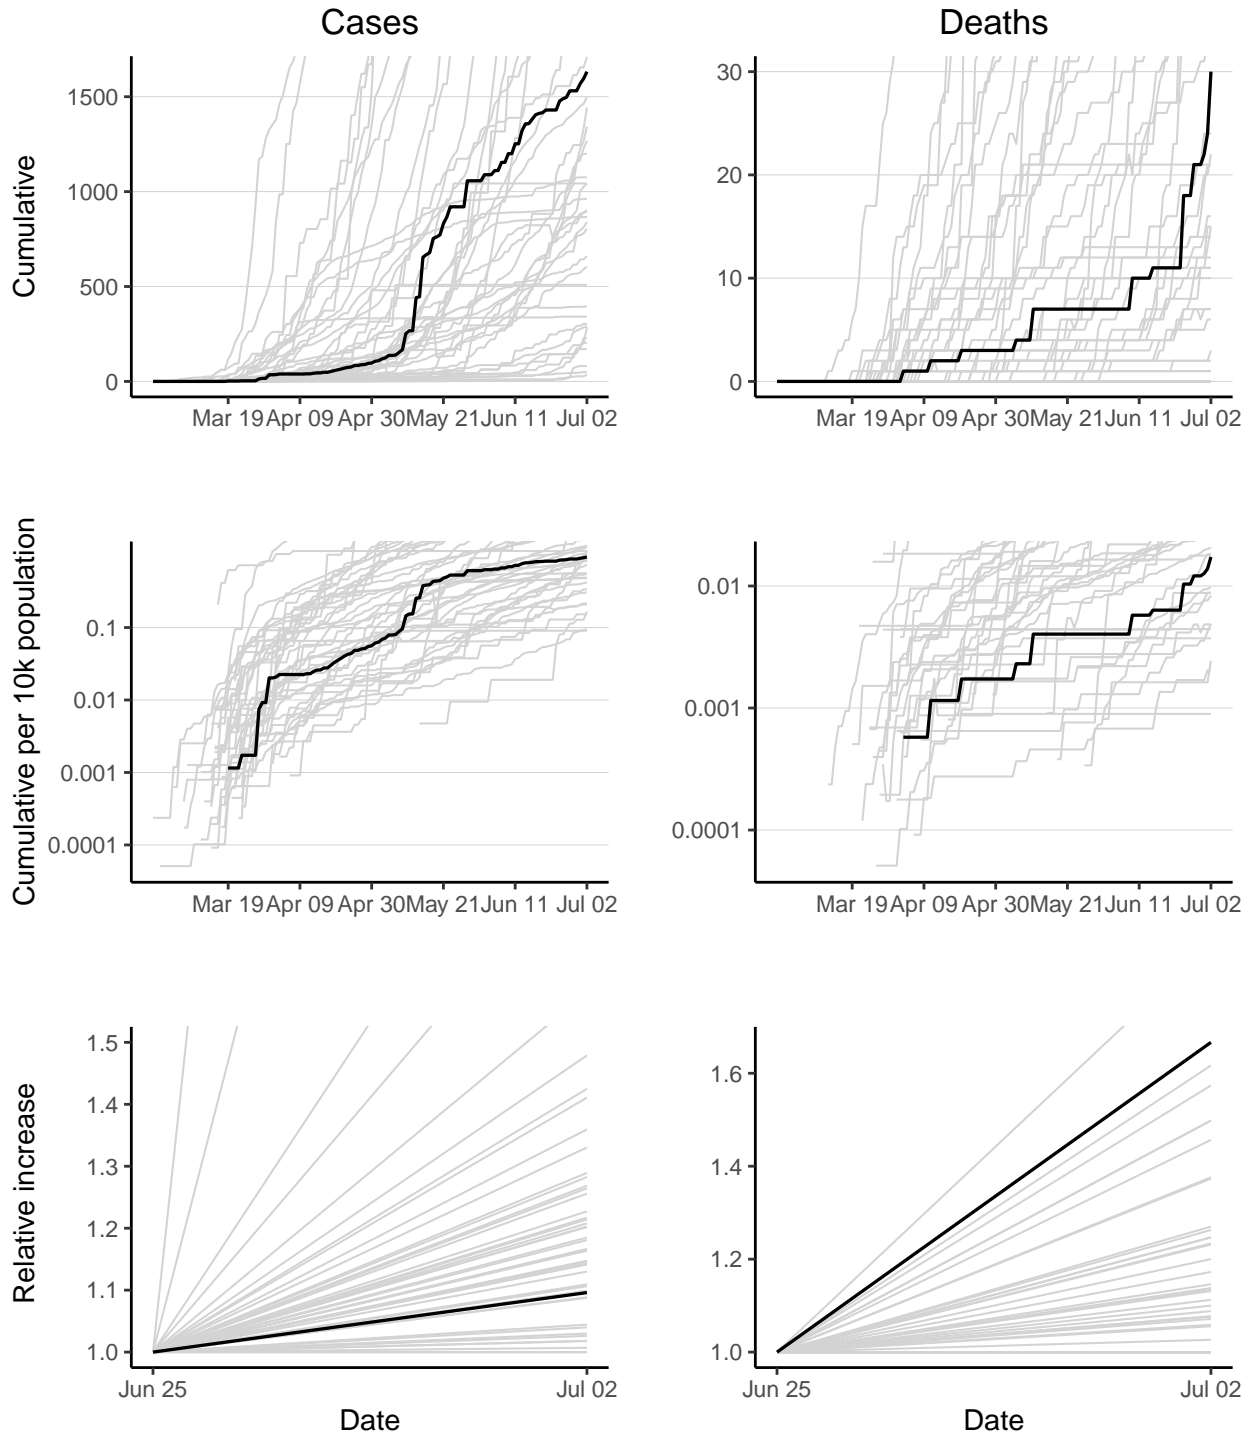 Cases
Deaths
Cumulative
1500
1000
500
0
Mar 19 Apr 09 Apr 30 May 21 Jun 11 Jul 02
30
20
10
0
Mar 19 Apr 09 Apr 30 May 21 Jun 11 Jul 02
Cumulative per 10k population
0.1
0.01
0.001
0.0001
Mar 19 Apr 09 Apr 30 May 21 Jun 11 Jul 02
0.01
0.001
0.0001
Mar 19 Apr 09 Apr 30 May 21 Jun 11 Jul 02
Relative increase
1.5
1.4
1.3
1.2
1.1
1.0
Jun 25 Jul 02
Date
1.6
1.4
1.2
1.0
Jun 25 Jul 02
Date